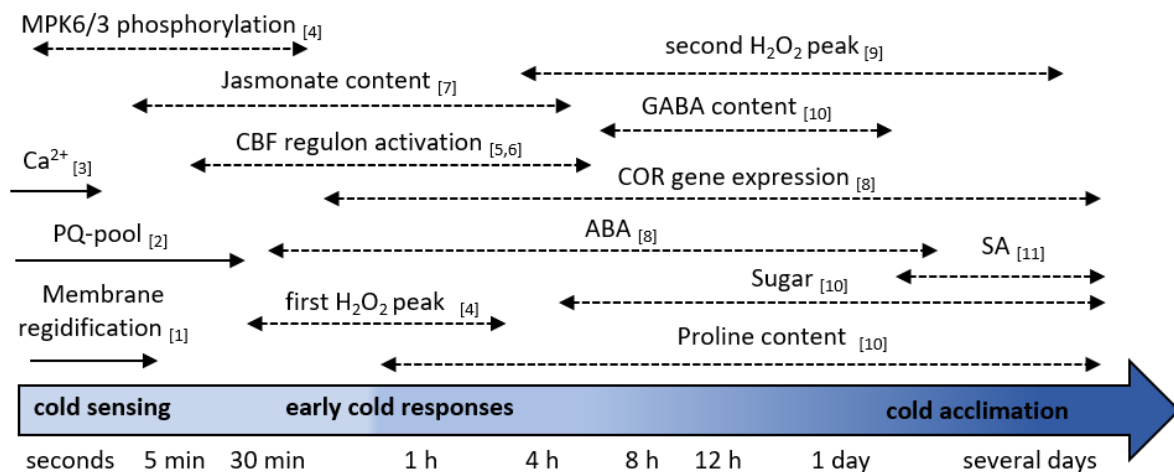 MPK6/3 phosphorylation [4]
second H₂O₂ peak [9]
Jasmonate content [7]
GABA content [10]
CBF regulon activation [5,6]
Ca²⁺ [3]
COR gene expression [8]
PQ-pool [2]
ABA [8]
SA [11]
Membrane
regidification [1]
first H₂O₂ peak [4]
Sugar [10]
Proline content [10]
cold sensing early cold responses cold acclimation
seconds 5 min 30 min 1 h 4 h 8 h 12 h 1 day several days